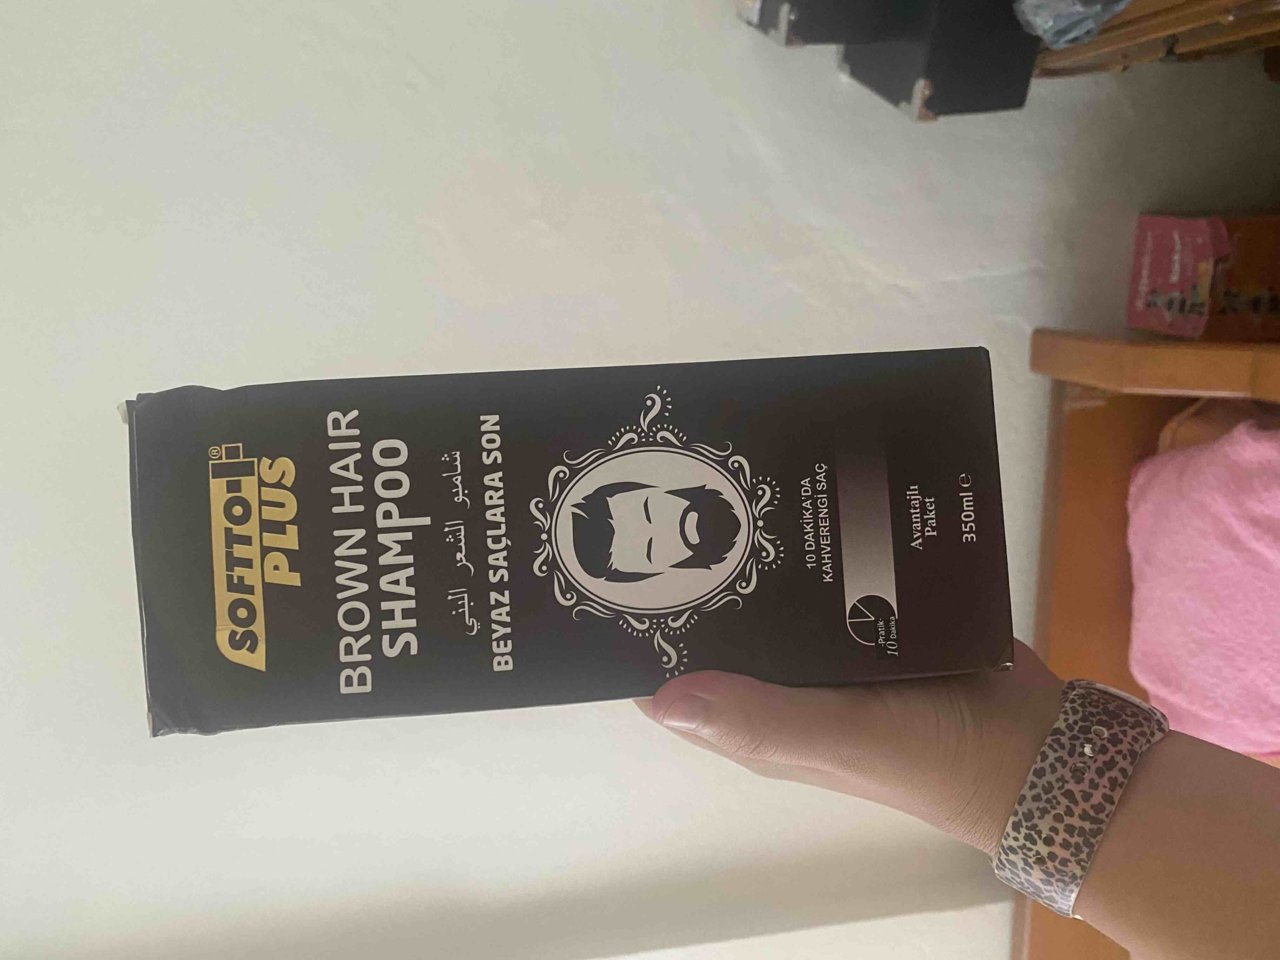 SOFTTO®
PLUS
BROWN HAIR
SHAMPOO
شامبو الشعر البني
BEYAZ SAÇLARA SON
10 DAKİKA'DA
KAHVERENGİ SAÇ
Pratik
10 Dakika
Avantajlı
Paket
350ml ℮